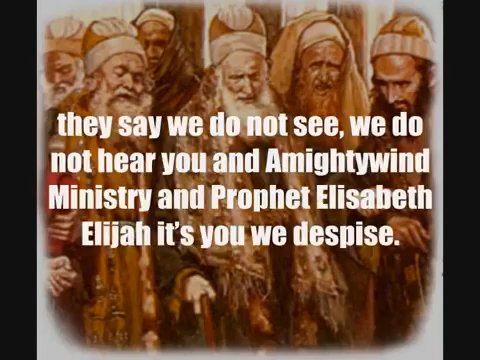 they say we do not see, we do
not hear you and Amightywind
Ministry and Prophet Elisabeth
Elijah it's you we despise.